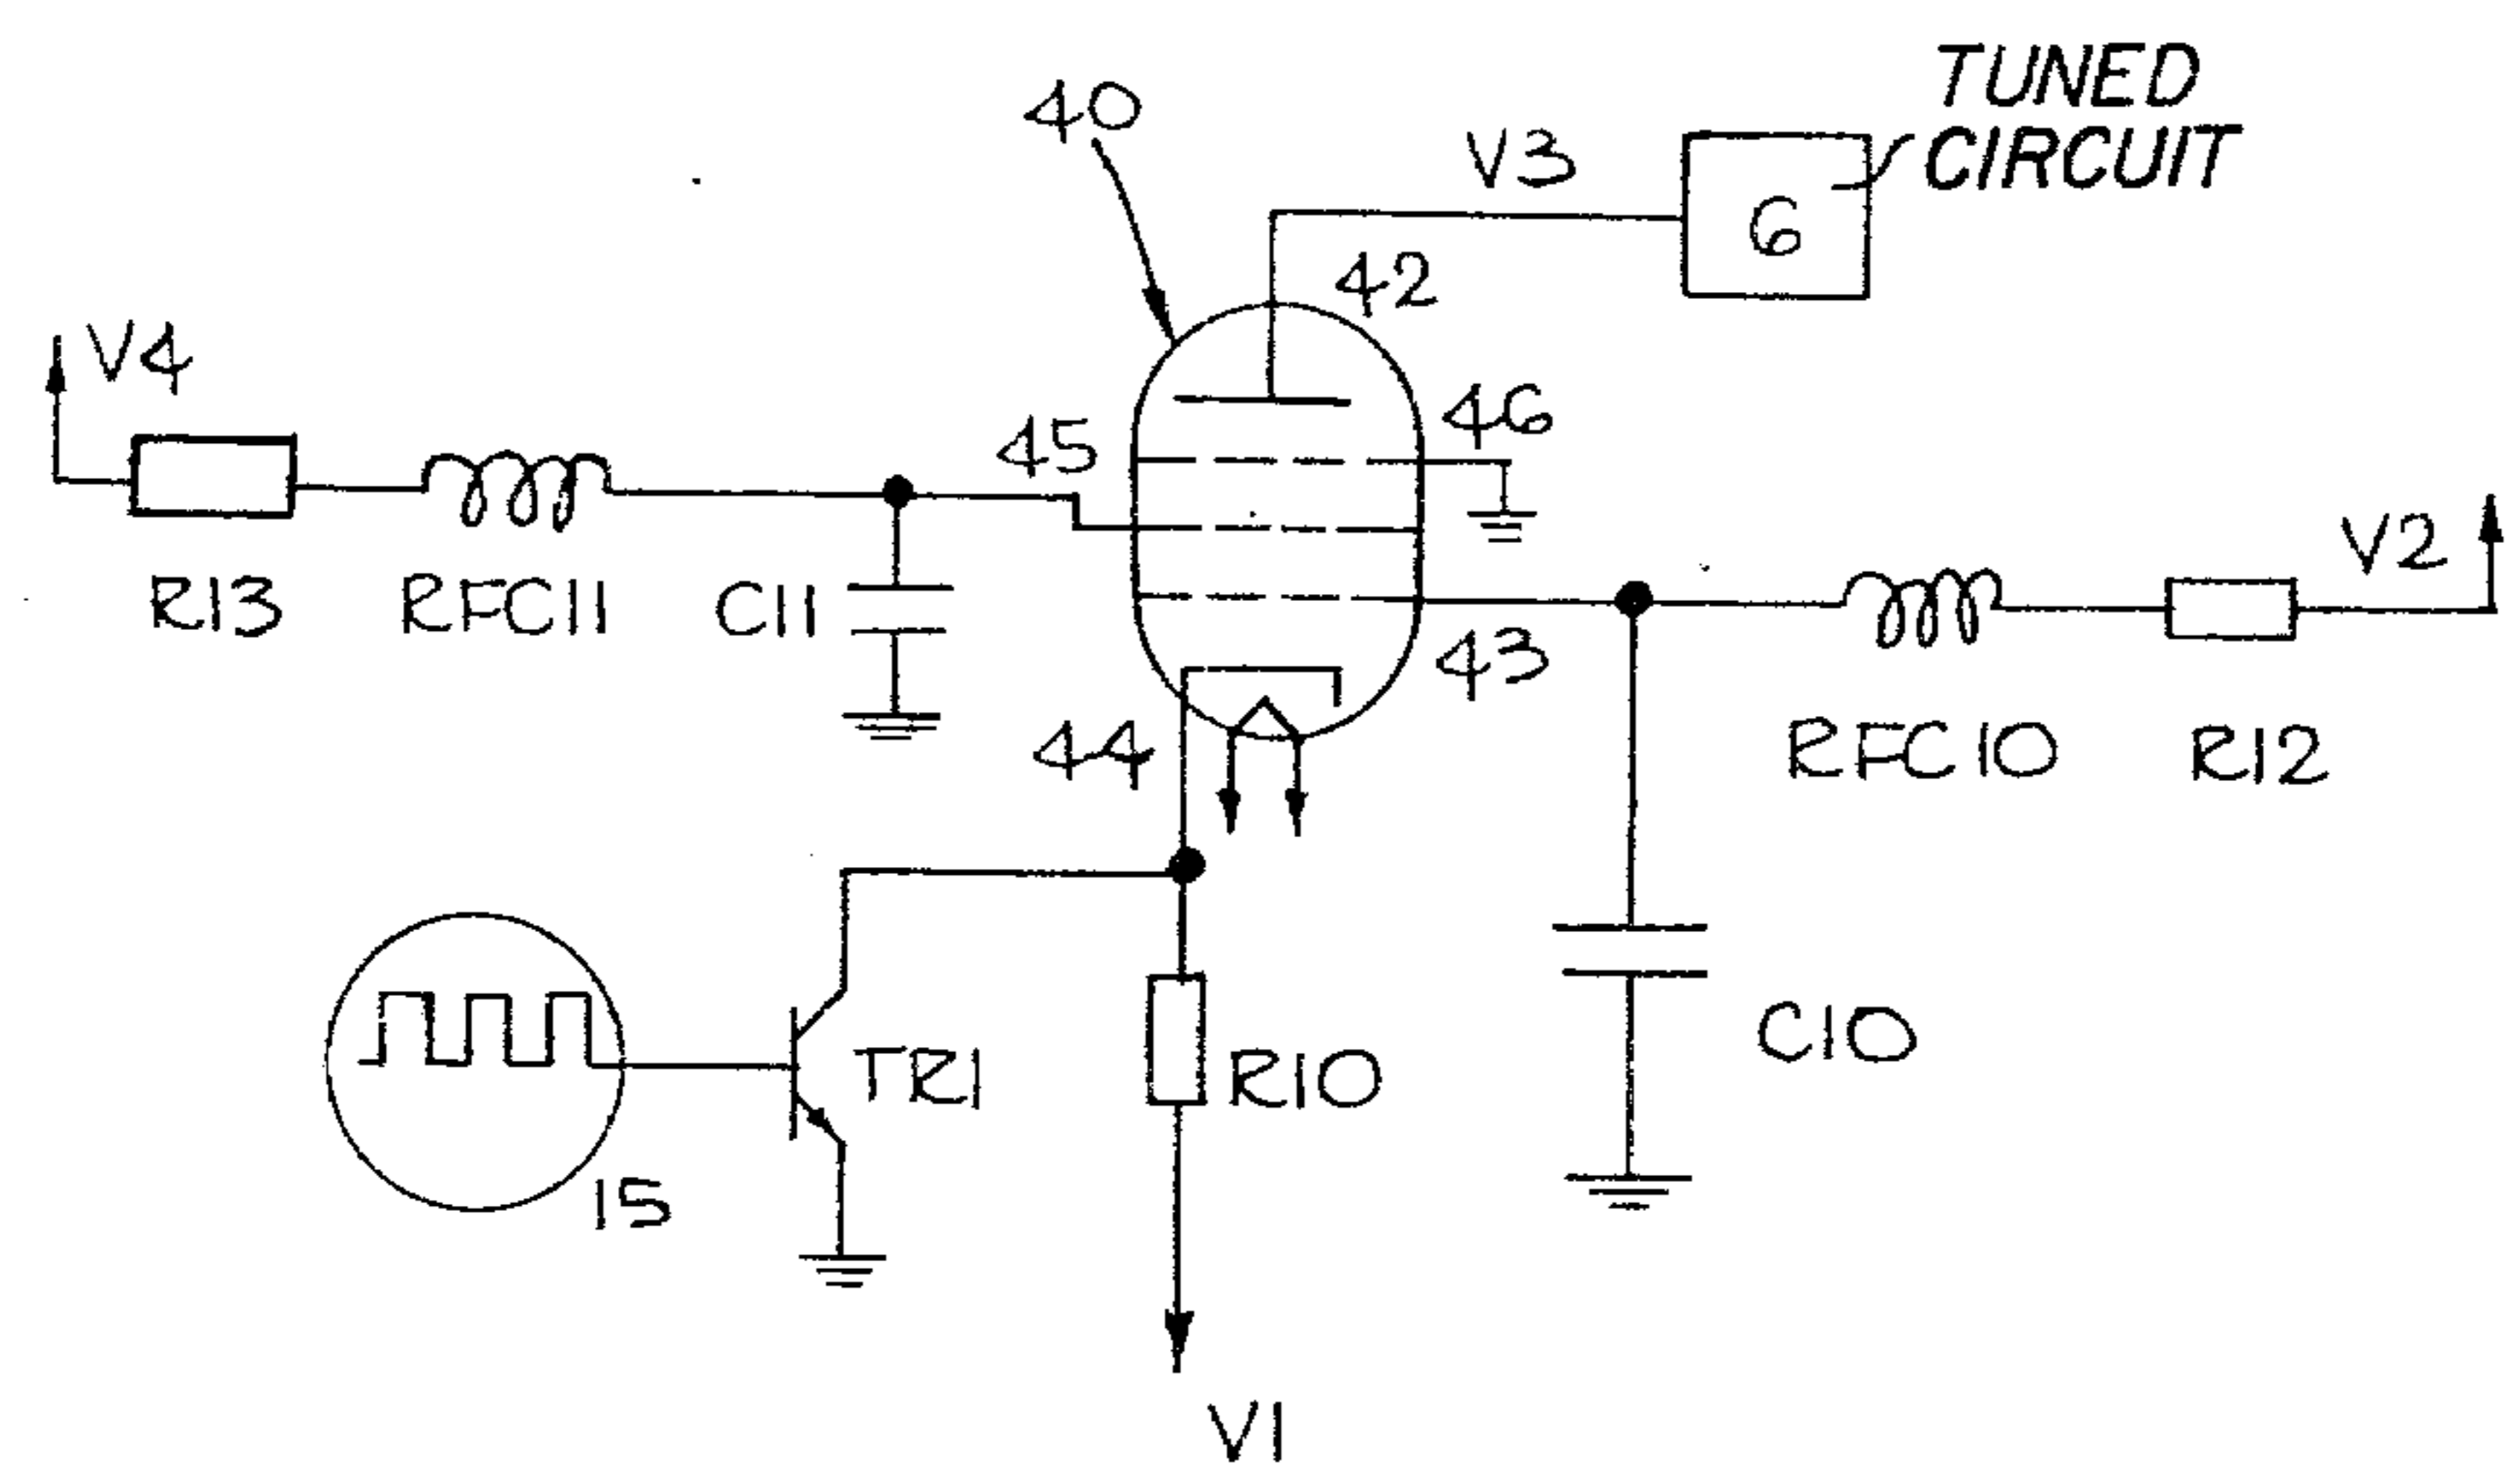 TUNED
CIRCUIT
40
V3
6
42
V4
46
45
V2
R13
RFC11
C11
43
44
RFC10
R12
C10
TR1
R10
15
V1